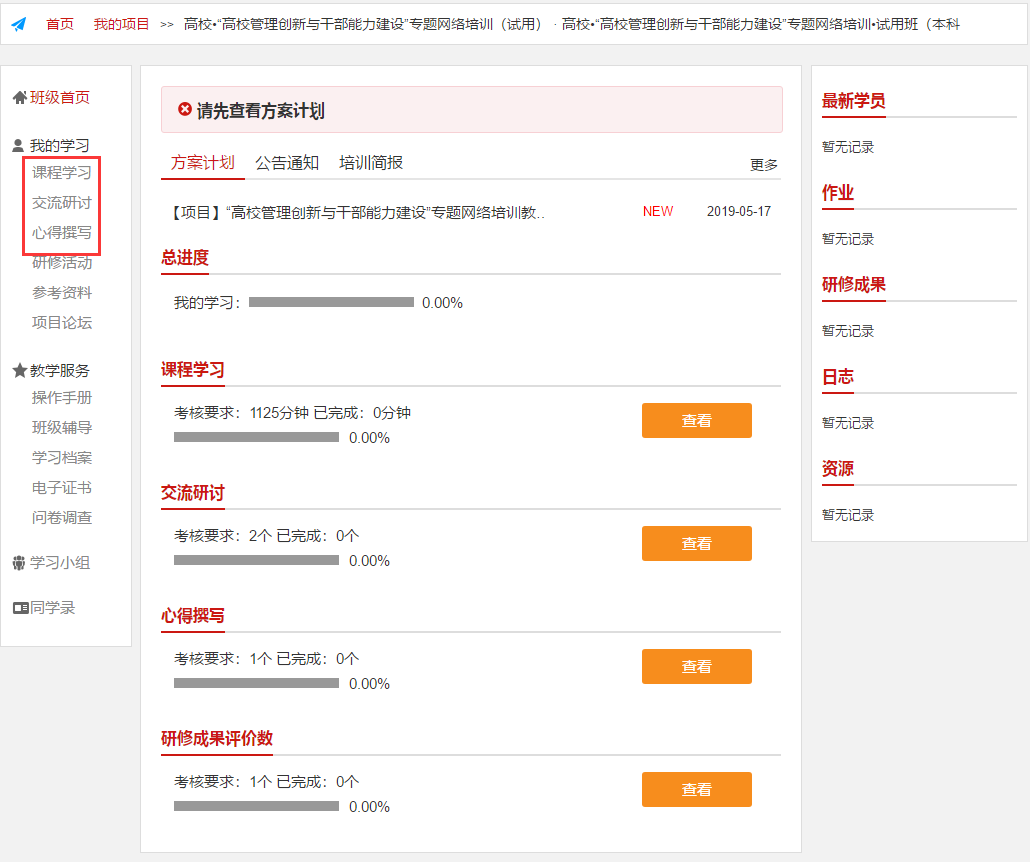 首页 我的项目 >> 高校•“高校管理创新与干部能力建设”专题网络培训（试用） · 高校•“高校管理创新与干部能力建设”专题网络培训•试用班（本科
班级首页
我的学习
课程学习
交流研讨
心得撰写
研修活动
参考资料
项目论坛
教学服务
操作手册
班级辅导
学习档案
电子证书
问卷调查
学习小组
同学录
请先查看方案计划
方案计划 公告通知 培训简报 更多
【项目】“高校管理创新与干部能力建设”专题网络培训教.. NEW 2019-05-17
总进度
我的学习： 0.00%
课程学习
考核要求：1125分钟 已完成：0分钟
0.00%
查看
交流研讨
考核要求：2个 已完成：0个
0.00%
查看
心得撰写
考核要求：1个 已完成：0个
0.00%
查看
研修成果评价数
考核要求：1个 已完成：0个
0.00%
查看
最新学员
暂无记录
作业
暂无记录
研修成果
暂无记录
日志
暂无记录
资源
暂无记录